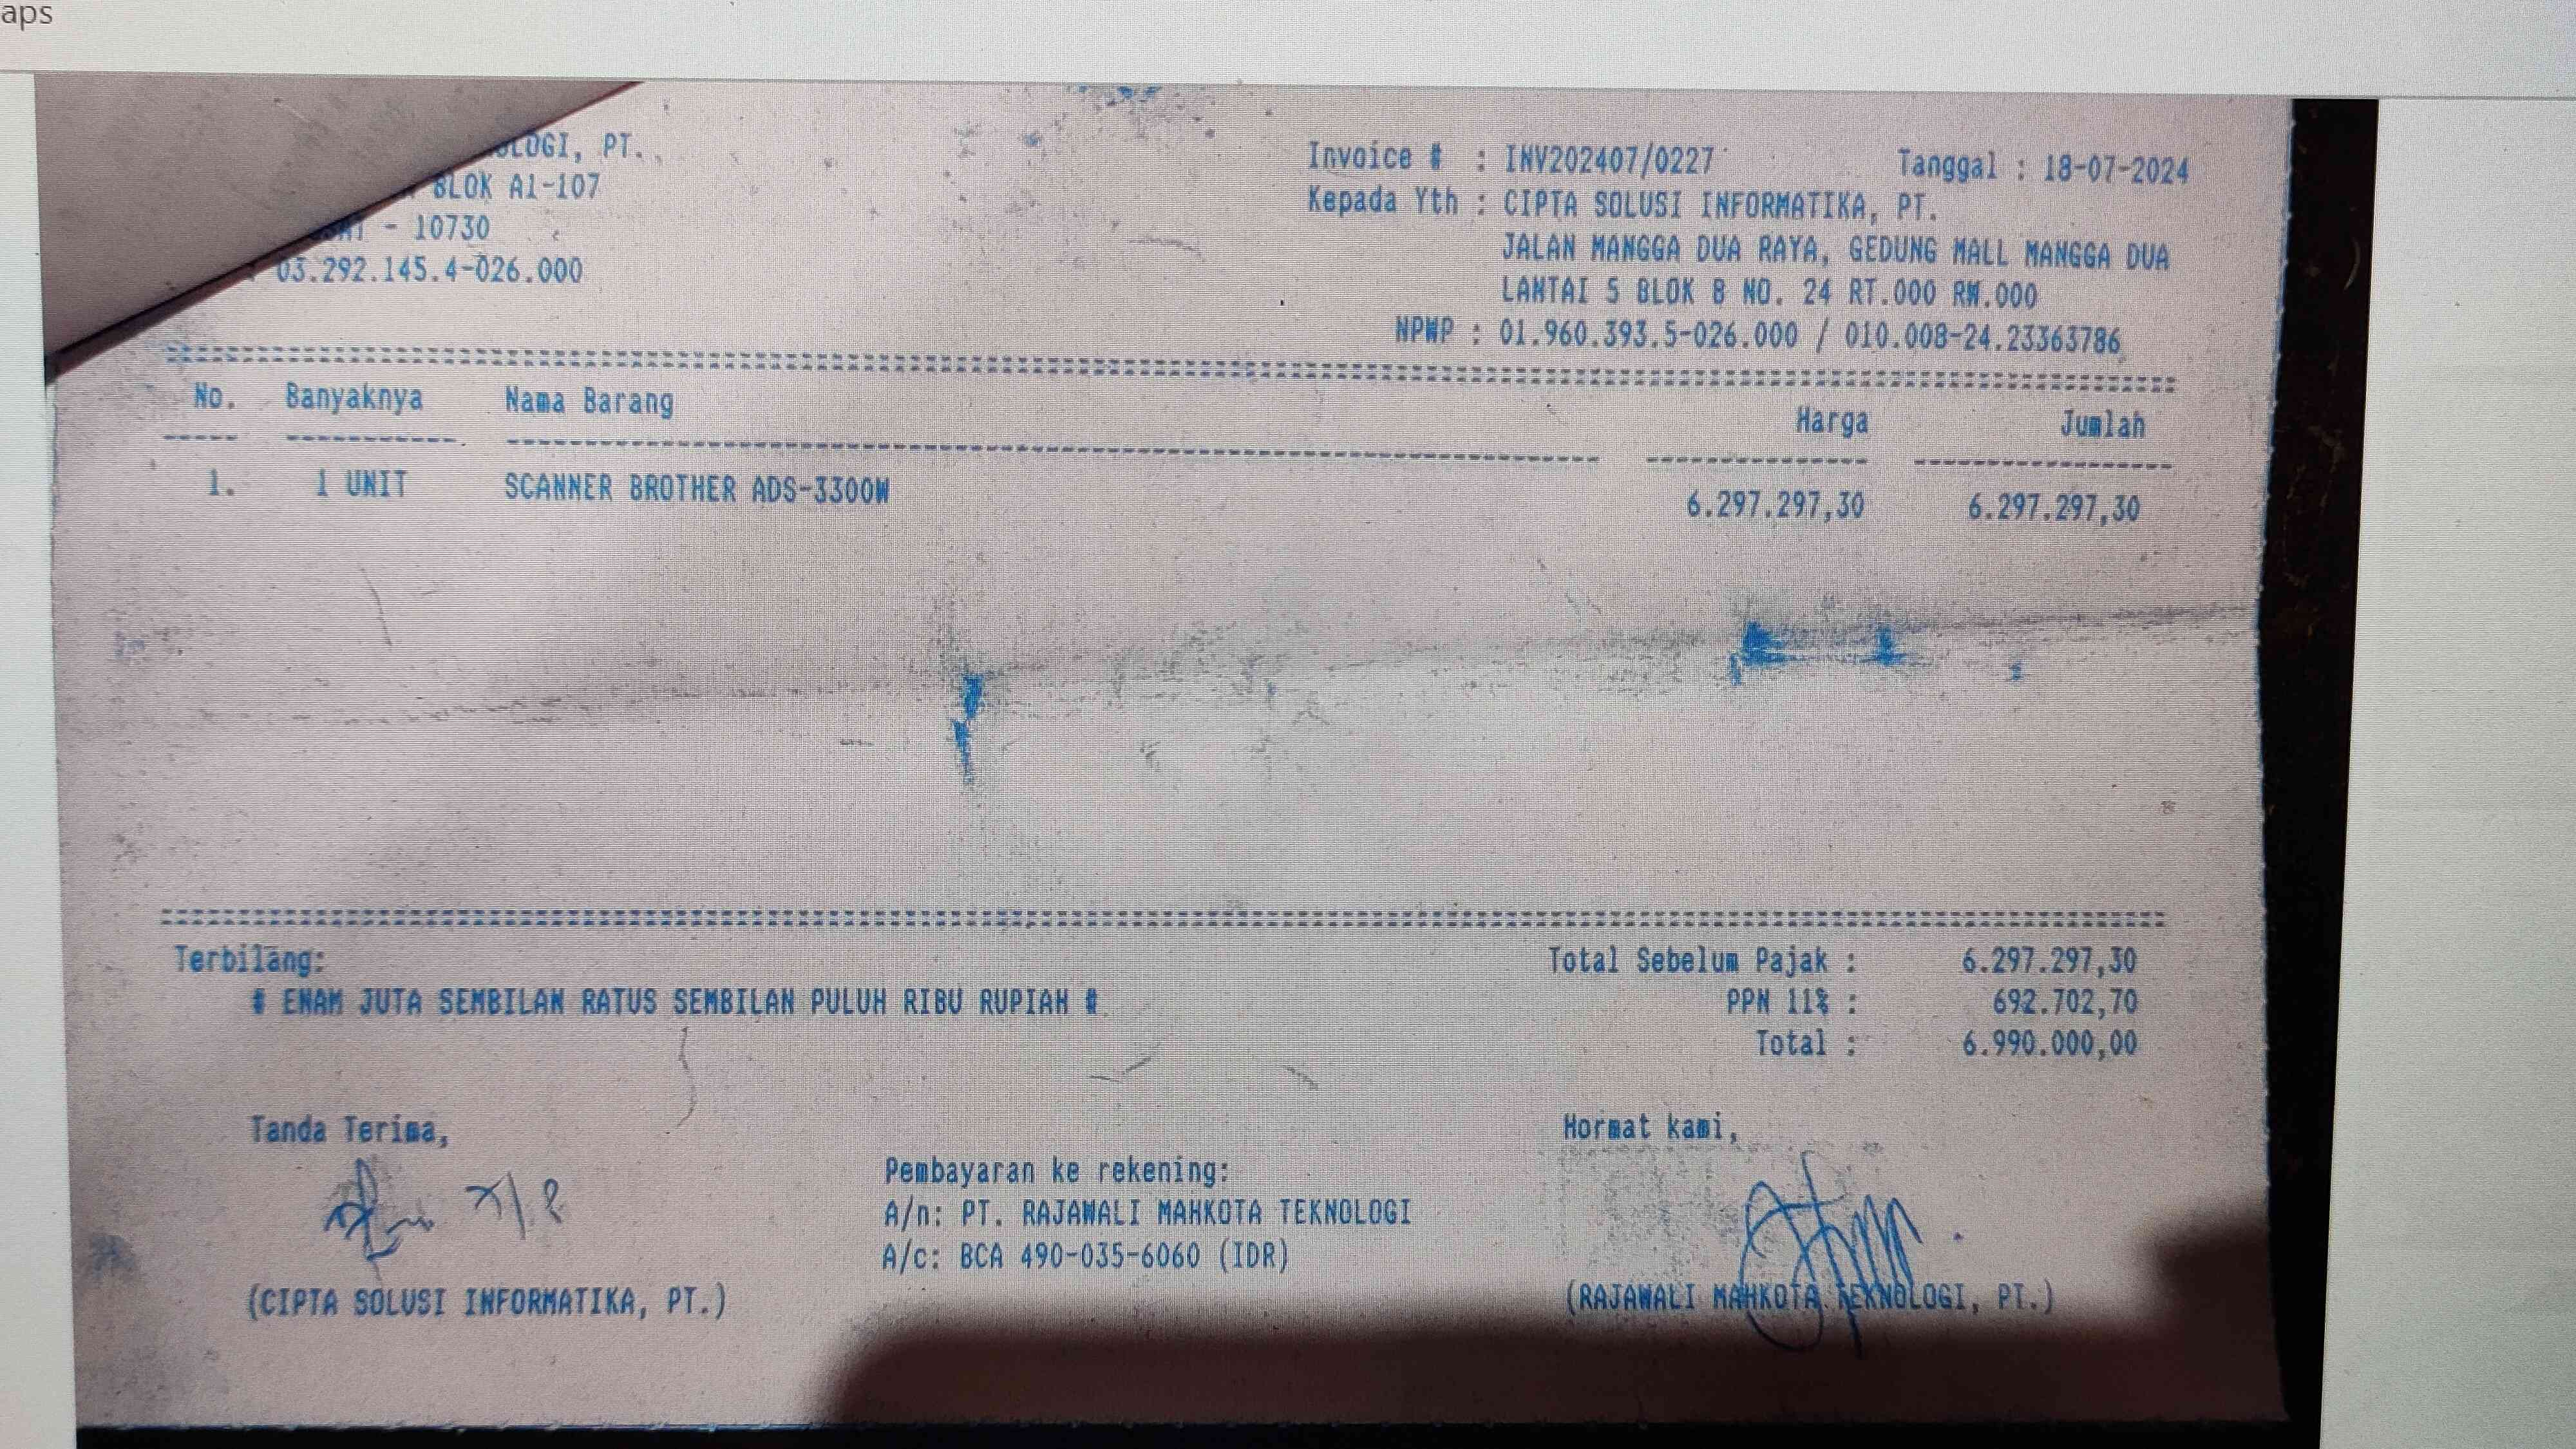 aps
PT.
BLOK A1-107
- 10730
03.292.145.4-026.000
Invoice # : INV202407/0227 Tanggal : 18-07-2024
Kepada Yth : CIPTA SOLUSI INFORMATIKA, PT.
JALAN MANGGA DUA RAYA, GEDUNG MALL MANGGA DUA
LANTAI 5 BLOK B NO. 24 RT.000 RW.000
NPWP : 01.960.393.5-026.000 / 010.008-24.23363786
No. Banyaknya Nama Barang Harga Jumlah
1. 1 UNIT SCANNER BROTHER ADS-3300W 6.297.297,30 6.297.297,30
Terbilang:
# ENAM JUTA SEMBILAN RATUS SEMBILAN PULUH RIBU RUPIAH #
Total Sebelum Pajak : 6.297.297,30
PPN 11% : 692.702,70
Total : 6.990.000,00
Tanda Terima,
(CIPTA SOLUSI INFORMATIKA, PT.)
Pembayaran ke rekening:
A/n: PT. RAJAWALI MAHKOTA TEKNOLOGI
A/c: BCA 490-035-6060 (IDR)
Hormat kami,
(RAJAWALI MAHKOTA TEKNOLOGI, PT.)